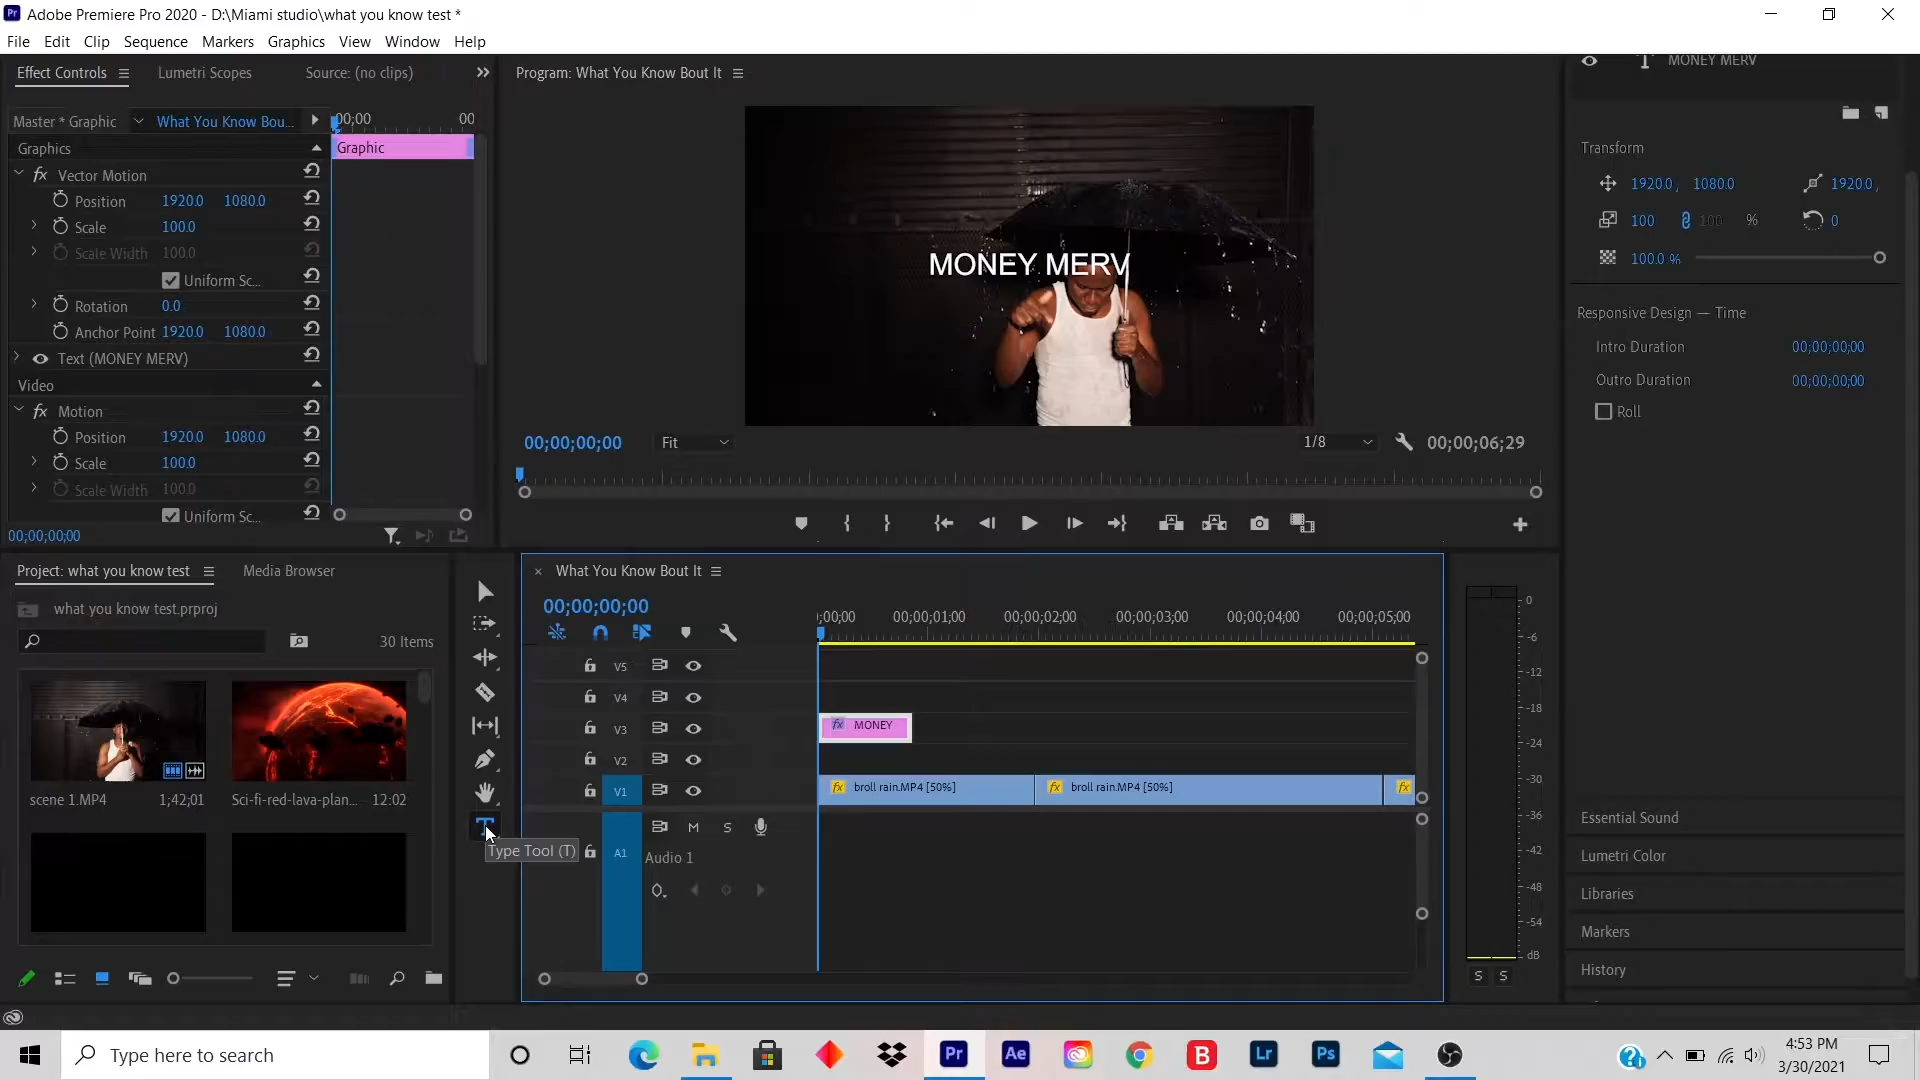 Adobe Premiere Pro 2020 - D:\Miami studio\what you know test *
File Edit Clip Sequence Markers Graphics View Window Help
Effect Controls Lumetri Scopes Source: (no clips)
Program: What You Know Bout It
MONEY MERV
Master * Graphic What You Know Bou...
00;00 00
Graphics
Graphic
Vector Motion
Position 1920.0 1080.0
Scale 100.0
Scale Width 100.0
Uniform Sc...
Rotation 0.0
Anchor Point 1920.0 1080.0
Text (MONEY MERV)
Video
Motion
Position 1920.0 1080.0
Scale 100.0
Scale Width 100.0
Uniform Sc...
00;00;00;00
MONEY MERV
00;00;00;00 Fit 1/8 00;00;06;29
Transform
1920.0 , 1080.0 1920.0 ,
100 100 % 0
100.0 %
Responsive Design — Time
Intro Duration 00;00;00;00
Outro Duration 00;00;00;00
Roll
Project: what you know test Media Browser
what you know test.prproj
30 Items
scene 1.MP4 1;42;01
Sci-fi-red-lava-plan... 12:02
Type Tool (T)
What You Know Bout It
00;00;00;00
;00;00 00;00;01;00 00;00;02;00 00;00;03;00 00;00;04;00 00;00;05;00
V5
V4
V3 fx MONEY
V2
V1 fx broll rain.MP4 [50%] fx broll rain.MP4 [50%] fx
M S
A1 Audio 1
0
-6
-12
-18
-24
-30
-36
-42
-48
-54
dB
S S
Essential Sound
Lumetri Color
Libraries
Markers
History
Type here to search
Pr Ae B Lr Ps
4:53 PM
3/30/2021